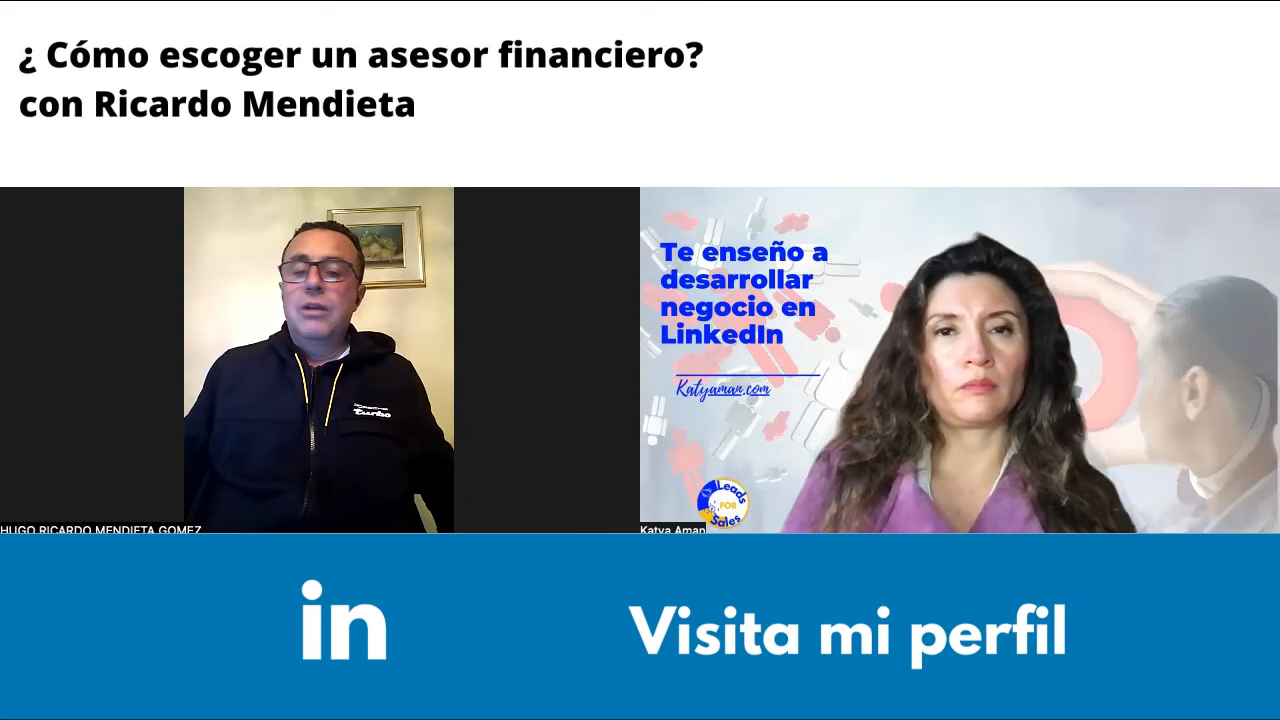 ¿ Cómo escoger un asesor financiero?
con Ricardo Mendieta
Te enseño a
desarrollar
negocio en
LinkedIn
Katyaman.com
Leads
FOR
Sales
Turbo
HUGO RICARDO MENDIETA GOMEZ
Katya Aman
in
Visita mi perfil